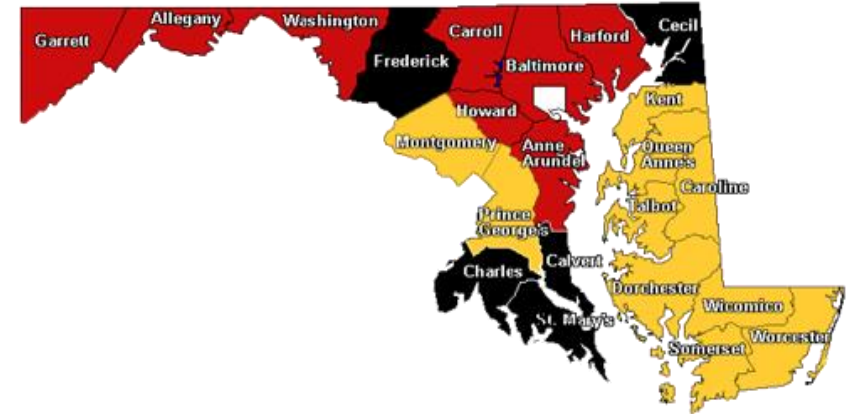 Garrett
Allegany
Washington
Frederick
Carroll
Baltimore
Harford
Cecil
Howard
Montgomery
Anne
Arundel
Prince
George's
Charles
Calvert
St. Mary's
Kent
Queen
Anne's
Caroline
Talbot
Dorchester
Wicomico
Worcester
Somerset